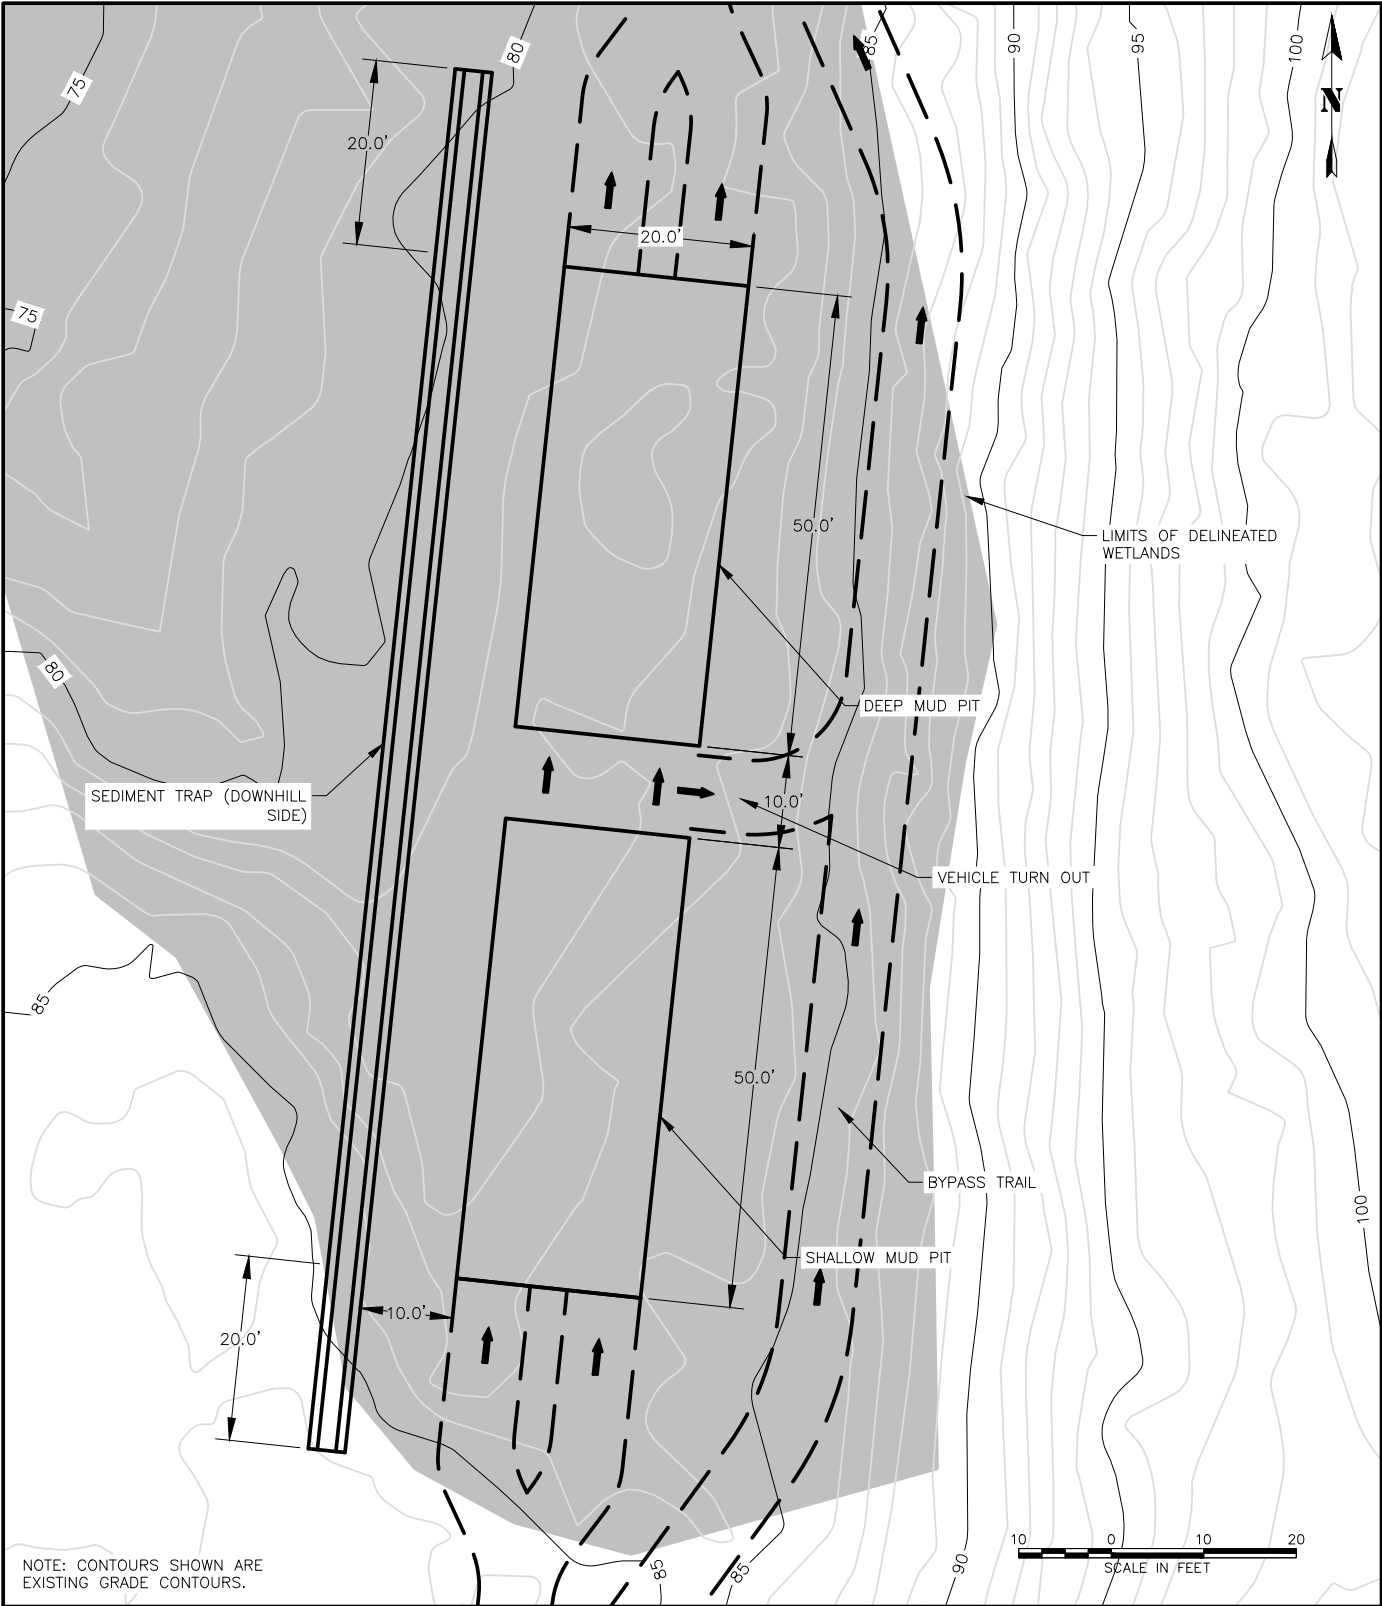 80
85
90
95
100
75
N
20.0'
20.0'
75
50.0'
LIMITS OF DELINEATED
WETLANDS
80
DEEP MUD PIT
SEDIMENT TRAP (DOWNHILL
SIDE)
10.0'
VEHICLE TURN OUT
85
50.0'
BYPASS TRAIL
100
SHALLOW MUD PIT
10.0'
20.0'
10 0 10 20
SCALE IN FEET
NOTE: CONTOURS SHOWN ARE
EXISTING GRADE CONTOURS.
85
85
90